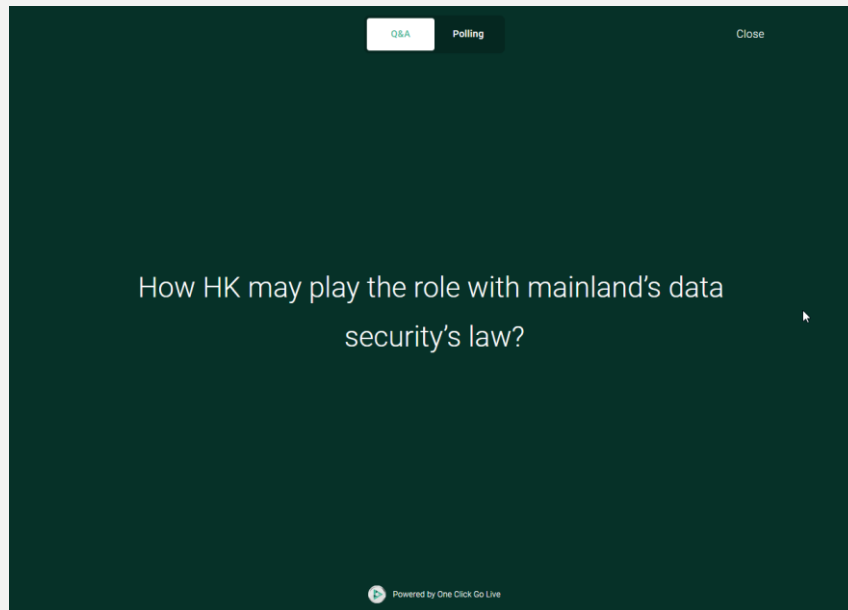 Q&A
Polling
Close
How HK may play the role with mainland’s data
security’s law?
Powered by One Click Go Live